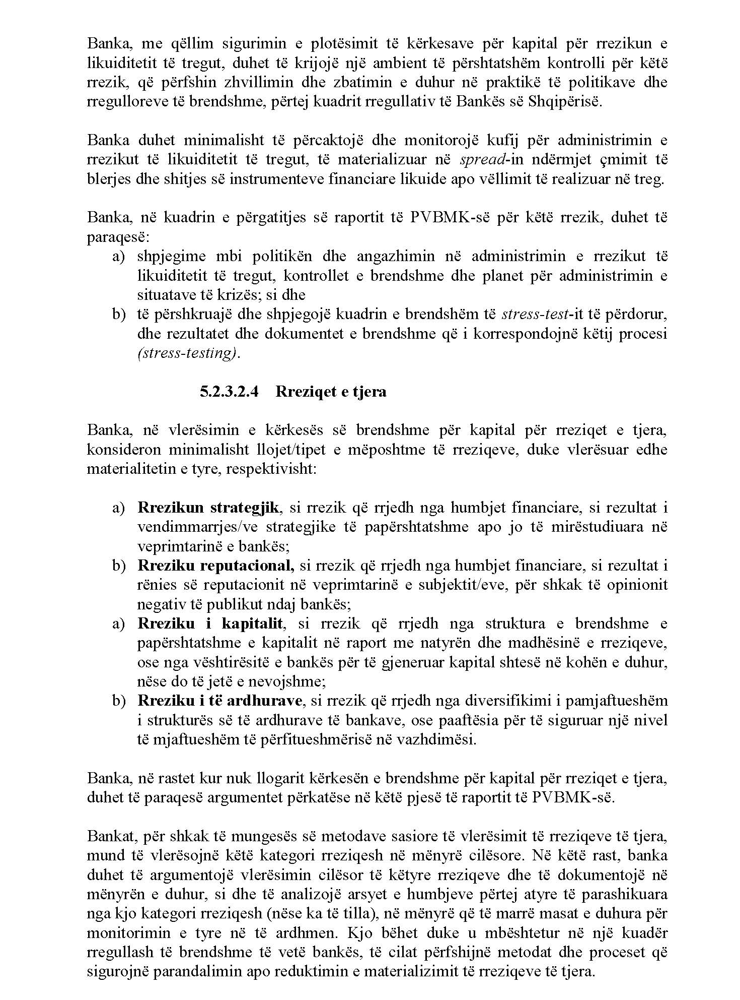 Banka, me qëllim sigurimin e plotësimit të kërkesave për kapital për rrezikun e
likuiditetit të tregut, duhet të krijojë një ambient të përshtatshëm kontrolli për këtë
rrezik, që përfshin zhvillimin dhe zbatimin e duhur në praktikë të politikave dhe
rregulloreve të brendshme, përtej kuadrit rregullativ të Bankës së Shqipërisë.
Banka duhet minimalisht të përcaktojë dhe monitorojë kufij për administrimin e
rrezikut të likuiditetit të tregut, të materializuar në spread-in ndërmjet çmimit të
blerjes dhe shitjes së instrumenteve financiare likuide apo vëllimit të realizuar në treg.
Banka, në kuadrin e përgatitjes së raportit të PVBMK-së për këtë rrezik, duhet të
paraqesë:
a) shpjegime mbi politikën dhe angazhimin në administrimin e rrezikut të
likuiditetit të tregut, kontrollet e brendshme dhe planet për administrimin e
situatave të krizës; si dhe
b) të përshkruajë dhe shpjegojë kuadrin e brendshëm të stress-test-it të përdorur,
dhe rezultatet dhe dokumentet e brendshme që i korrespondojnë këtij procesi
(stress-testing).
5.2.3.2.4 Rreziqet e tjera
Banka, në vlerësimin e kërkesës së brendshme për kapital për rreziqet e tjera,
konsideron minimalisht llojet/tipet e mëposhtme të rreziqeve, duke vlerësuar edhe
materialitetin e tyre, respektivisht:
a) Rrezikun strategjik, si rrezik që rrjedh nga humbjet financiare, si rezultat i
vendimmarrjes/ve strategjike të papërshtatshme apo jo të mirëstudiuara në
veprimtarinë e bankës;
b) Rreziku reputacional, si rrezik që rrjedh nga humbjet financiare, si rezultat i
rënies së reputacionit në veprimtarinë e subjektit/eve, për shkak të opinionit
negativ të publikut ndaj bankës;
a) Rreziku i kapitalit, si rrezik që rrjedh nga struktura e brendshme e
papërshtatshme e kapitalit në raport me natyrën dhe madhësinë e rreziqeve,
ose nga vështirësitë e bankës për të gjeneruar kapital shtesë në kohën e duhur,
nëse do të jetë e nevojshme;
b) Rreziku i të ardhurave, si rrezik që rrjedh nga diversifikimi i pamjaftueshëm
i strukturës së të ardhurave të bankave, ose paaftësia për të siguruar një nivel
të mjaftueshëm të përfitueshmërisë në vazhdimësi.
Banka, në rastet kur nuk llogarit kërkesën e brendshme për kapital për rreziqet e tjera,
duhet të paraqesë argumentet përkatëse në këtë pjesë të raportit të PVBMK-së.
Bankat, për shkak të mungesës së metodave sasiore të vlerësimit të rreziqeve të tjera,
mund të vlerësojnë këtë kategori rreziqesh në mënyrë cilësore. Në këtë rast, banka
duhet të argumentojë vlerësimin cilësor të këtyre rreziqeve dhe të dokumentojë në
mënyrën e duhur, si dhe të analizojë arsyet e humbjeve përtej atyre të parashikuara
nga kjo kategori rreziqesh (nëse ka të tilla), në mënyrë që të marrë masat e duhura për
monitorimin e tyre në të ardhmen. Kjo bëhet duke u mbështetur në një kuadër
rregullash të brendshme të vetë bankës, të cilat përfshijnë metodat dhe proceset që
sigurojnë parandalimin apo reduktimin e materializimit të rreziqeve të tjera.